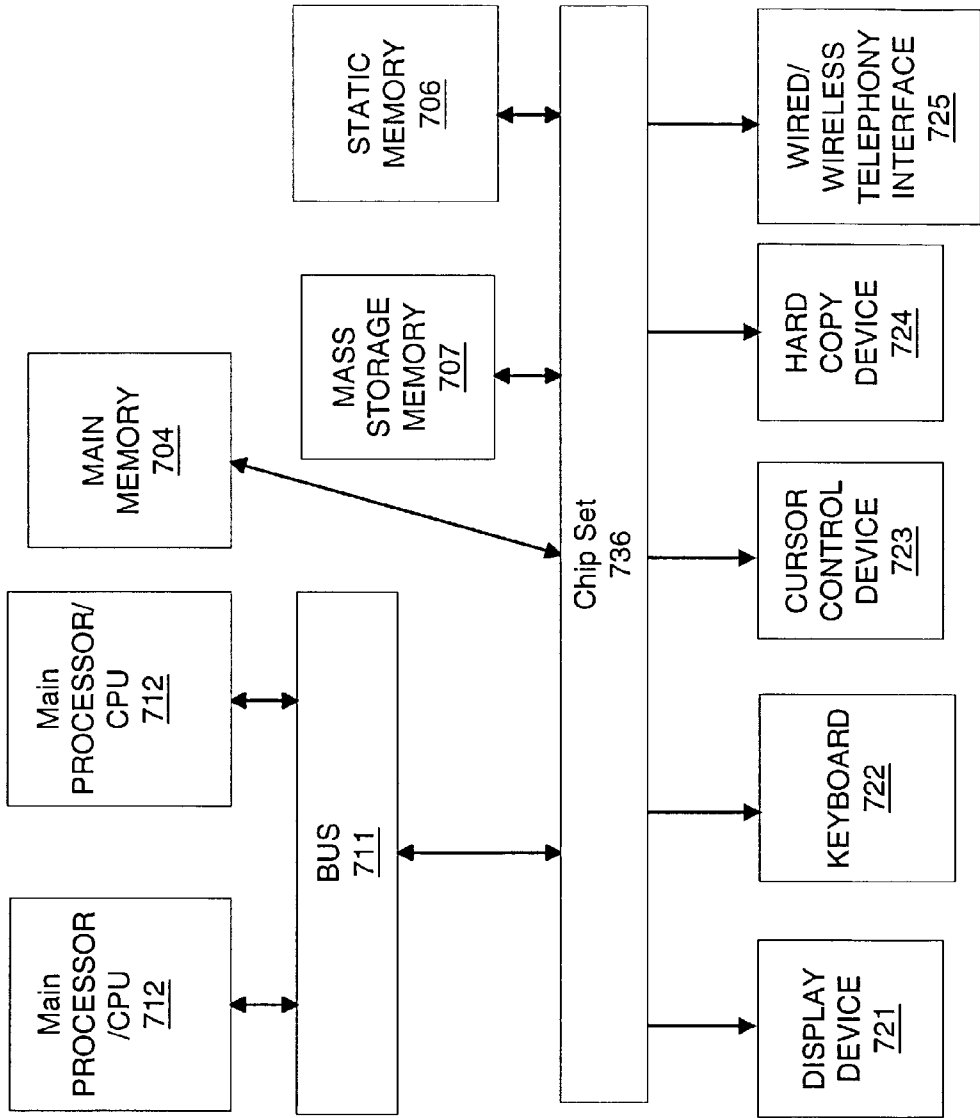 Main
PROCESSOR
/CPU
712
Main
PROCESSOR/
CPU
712
MAIN
MEMORY
704
BUS
711
MASS
STORAGE
MEMORY
707
STATIC
MEMORY
706
Chip Set
736
DISPLAY
DEVICE
721
KEYBOARD
722
CURSOR
CONTROL
DEVICE
723
HARD
COPY
DEVICE
724
WIRED/
WIRELESS
TELEPHONY
INTERFACE
725